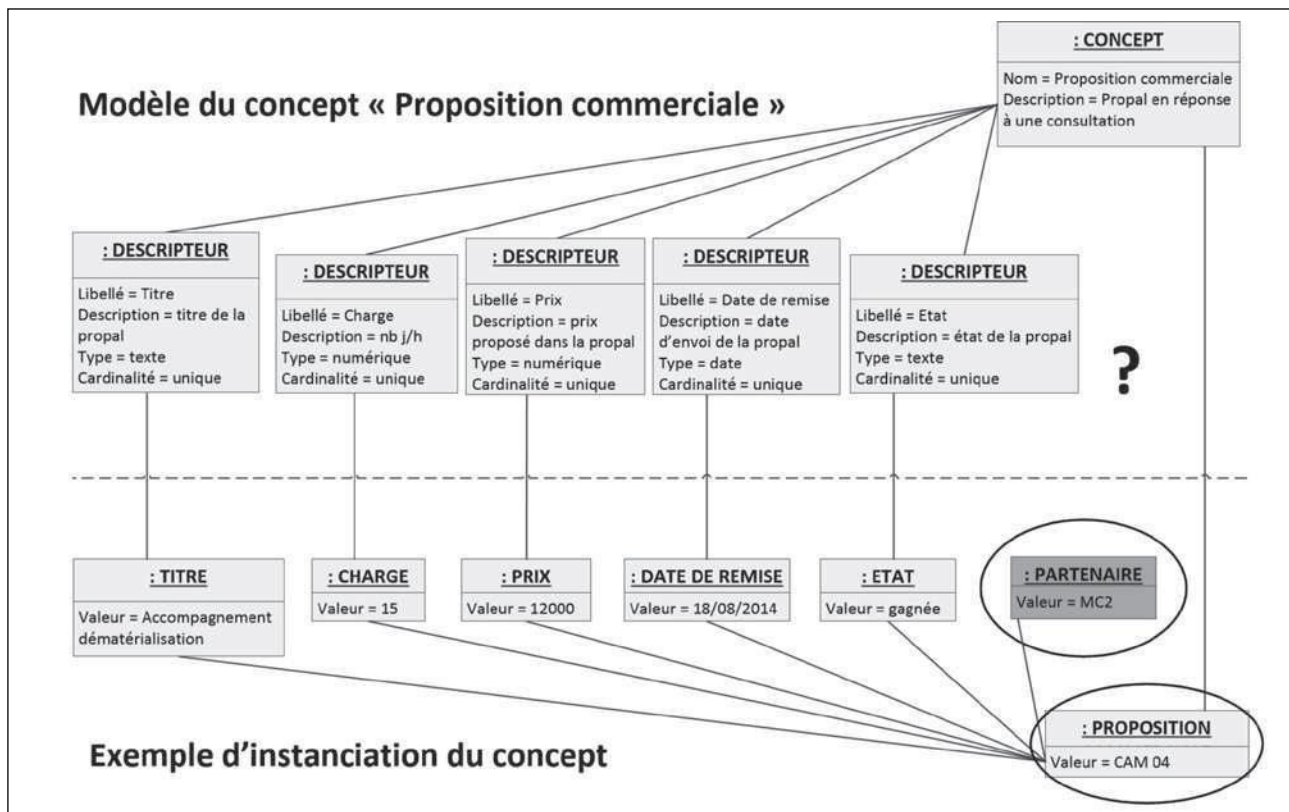 : CONCEPT
Nom = Proposition commerciale
Description = Propal en réponse
à une consultation
Modèle du concept « Proposition commerciale »
: DESCRIPTEUR
Libellé = Titre
Description = titre de la
propal
Type = texte
Cardinalité = unique
: DESCRIPTEUR
Libellé = Charge
Description = nb j/h
Type = numérique
Cardinalité = unique
: DESCRIPTEUR
Libellé = Prix
Description = prix
proposé dans la propal
Type = numérique
Cardinalité = unique
: DESCRIPTEUR
Libellé = Date de remise
Description = date
d’envoi de la propal
Type = date
Cardinalité = unique
: DESCRIPTEUR
Libellé = Etat
Description = état de la propal
Type = texte
Cardinalité = unique
?
: TITRE
Valeur = Accompagnement
dématérialisation
: CHARGE
Valeur = 15
: PRIX
Valeur = 12000
: DATE DE REMISE
Valeur = 18/08/2014
: ETAT
Valeur = gagnée
: PARTENAIRE
Valeur = MC2
: PROPOSITION
Valeur = CAM 04
Exemple d’instanciation du concept